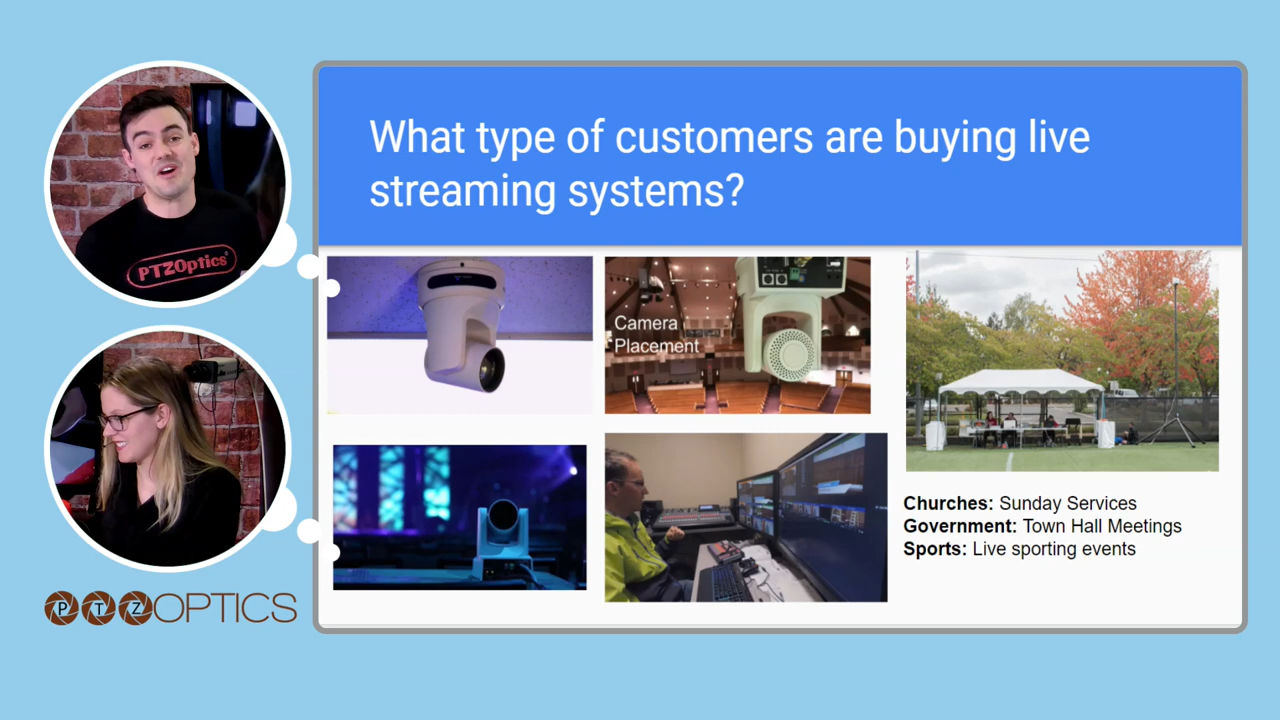 What type of customers are buying live
streaming systems?
PTZOptics
Camera
Placement
Churches: Sunday Services
Government: Town Hall Meetings
Sports: Live sporting events
PTZOPTICS